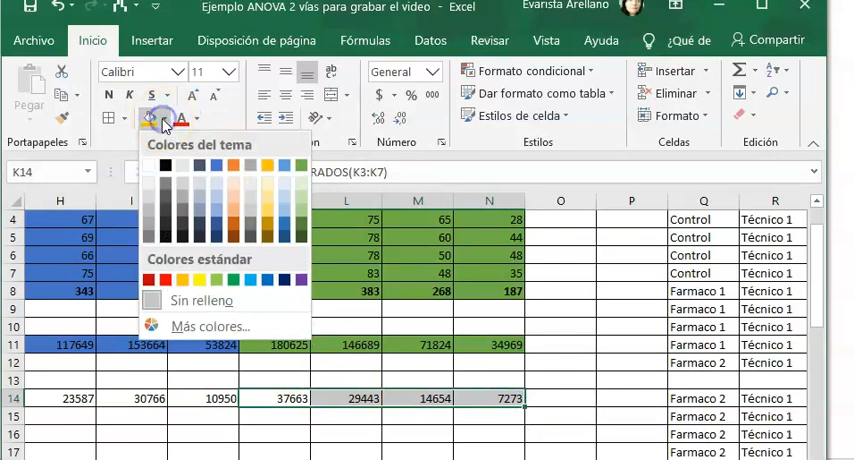 Ejemplo ANOVA 2 vías para grabar el video - Excel
Evarista Arellano
Archivo Inicio Insertar Disposición de página Fórmulas Datos Revisar Vista Ayuda ¿Qué de Compartir
Pegar
Calibri 11
N K S A A
A
General
$ % 000
Formato condicional
Dar formato como tabla
Estilos de celda
Insertar
Eliminar
Formato
Portapapeles
Número
Estilos
Celdas
Colores del tema
Colores estándar
Sin relleno
Más colores...
K14 RADOS(K3:K7)
H I L M N O P Q R
4 67 75 65 28 Control Técnico 1
5 69 78 60 44 Control Técnico 1
6 66 78 50 48 Control Técnico 1
7 75 83 48 35 Control Técnico 1
8 343 383 268 187 Farmaco 1 Técnico 1
9 Farmaco 1 Técnico 1
10 Farmaco 1 Técnico 1
11 117649 153664 53824 180625 146689 71824 34969 Farmaco 1 Técnico 1
12 Farmaco 2 Técnico 1
13
14 23587 30766 10950 37663 29443 14654 7273 Farmaco 2 Técnico 1
15 Farmaco 2 Técnico 1
16 Farmaco 2 Técnico 1
17 Farmaco 2 Técnico 1